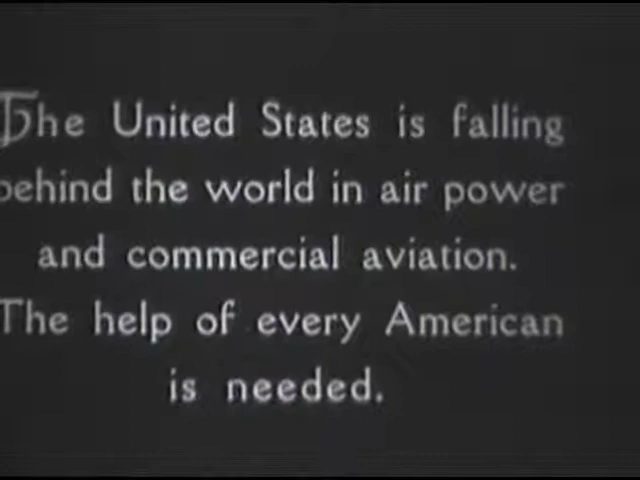 The United States is falling
behind the world in air power
and commercial aviation.
The help of every American
is needed.